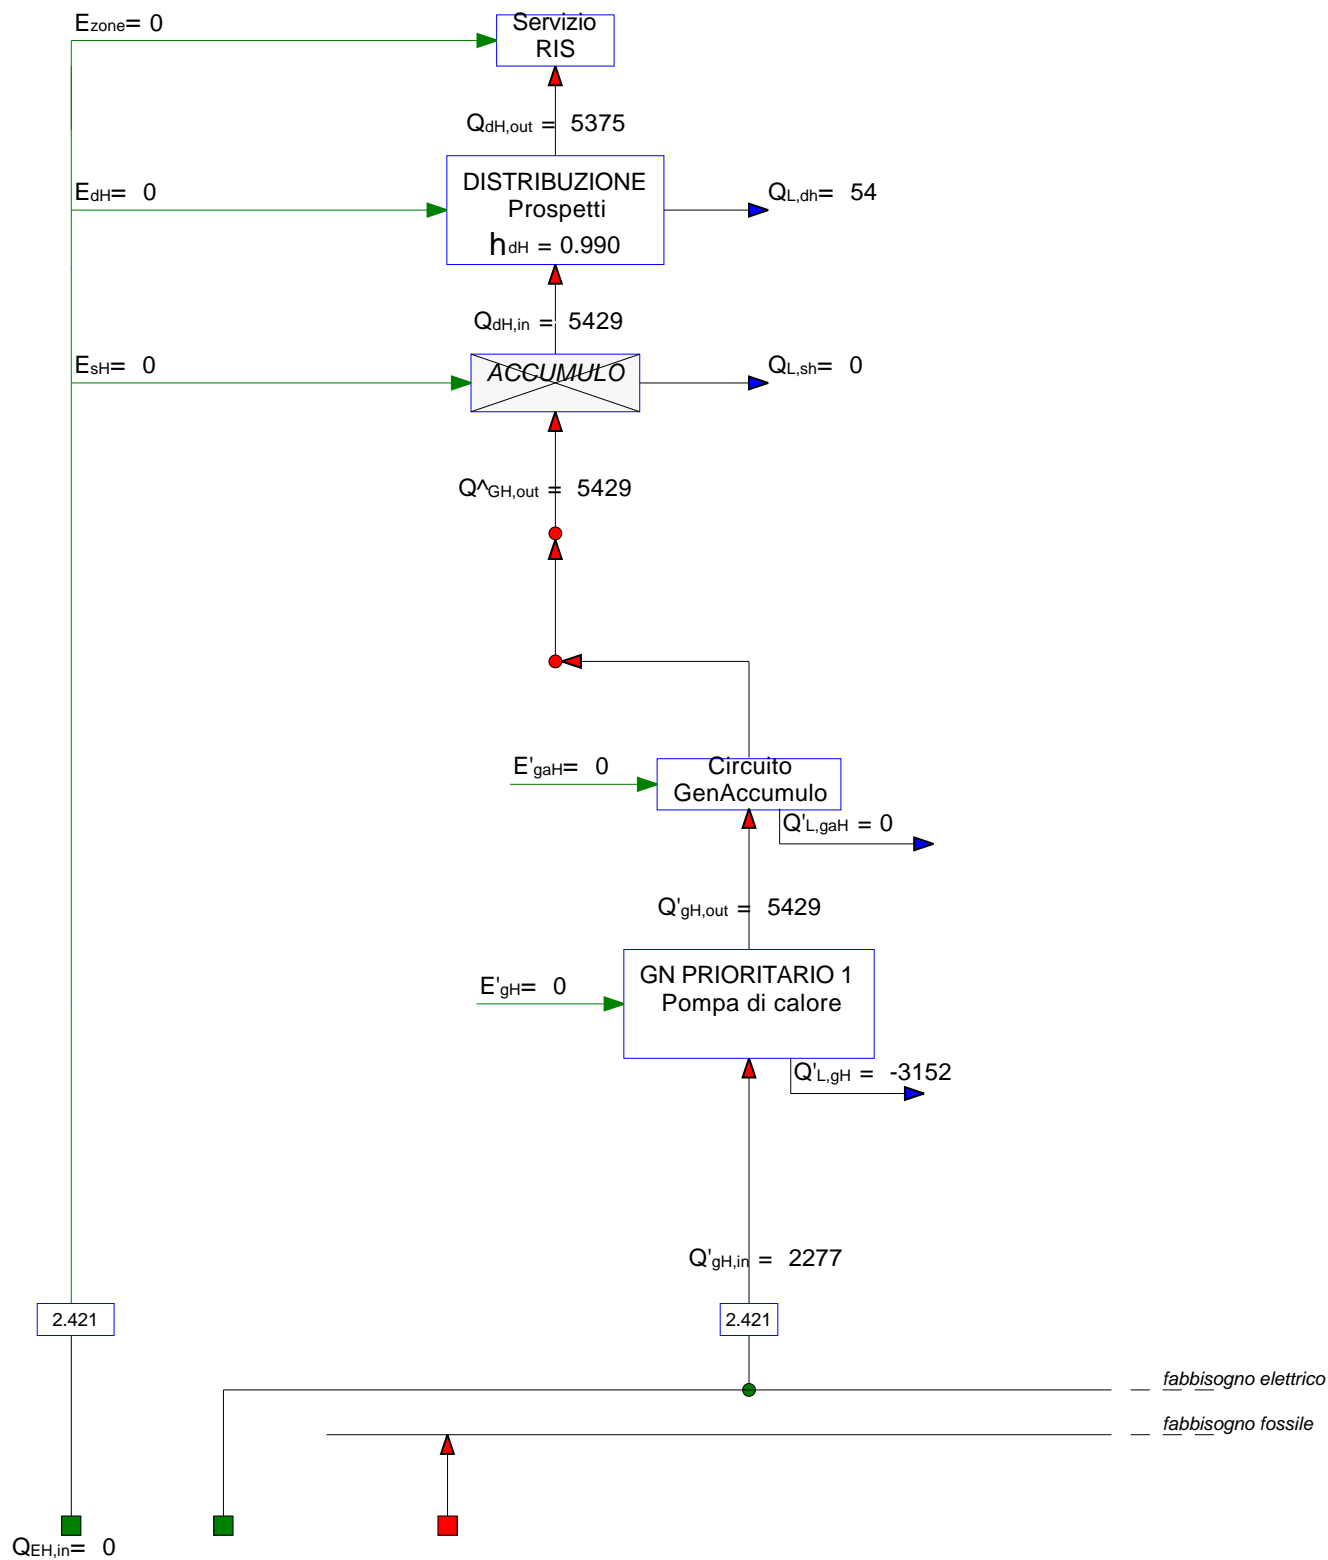 Ezone= 0
Servizio
RIS
QdH,out = 5375
EdH= 0
DISTRIBUZIONE
Prospetti
hdH = 0.990
QL,dh= 54
QdH,in = 5429
EsH= 0
ACCUMULO
QL,sh= 0
Q^GH,out = 5429
E'gaH= 0
Circuito
GenAccumulo
Q'L,gaH = 0
Q'gH,out = 5429
E'gH= 0
GN PRIORITARIO 1
Pompa di calore
Q'L,gH = -3152
Q'gH,in = 2277
2.421
2.421
fabbisogno elettrico
fabbisogno fossile
QEH,in= 0